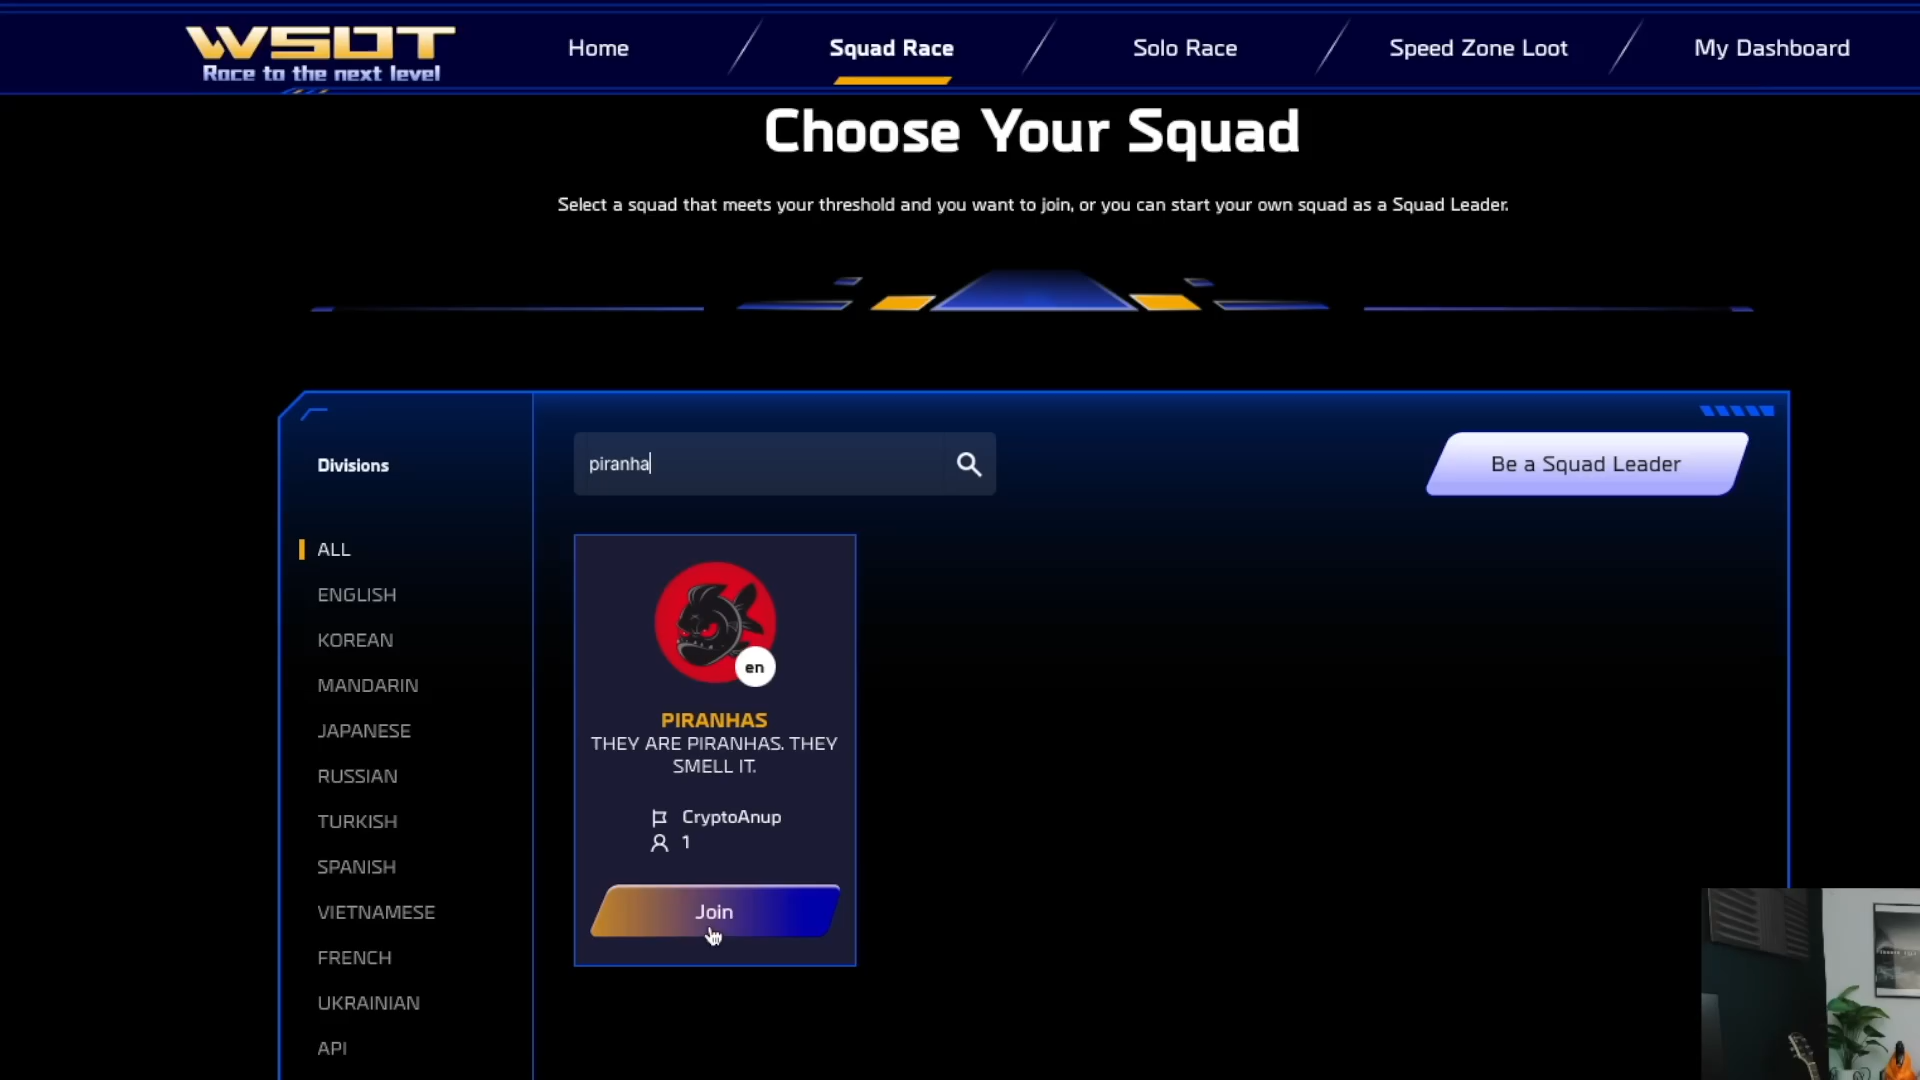 WSOT
Race to the next level
Home
Squad Race
Solo Race
Speed Zone Loot
My Dashboard
Choose Your Squad
Select a squad that meets your threshold and you want to join, or you can start your own squad as a Squad Leader.
Divisions
piranha
Be a Squad Leader
ALL
ENGLISH
KOREAN
MANDARIN
JAPANESE
RUSSIAN
TURKISH
SPANISH
VIETNAMESE
FRENCH
UKRAINIAN
API
en
PIRANHAS
THEY ARE PIRANHAS. THEY
SMELL IT.
CryptoAnup
1
Join